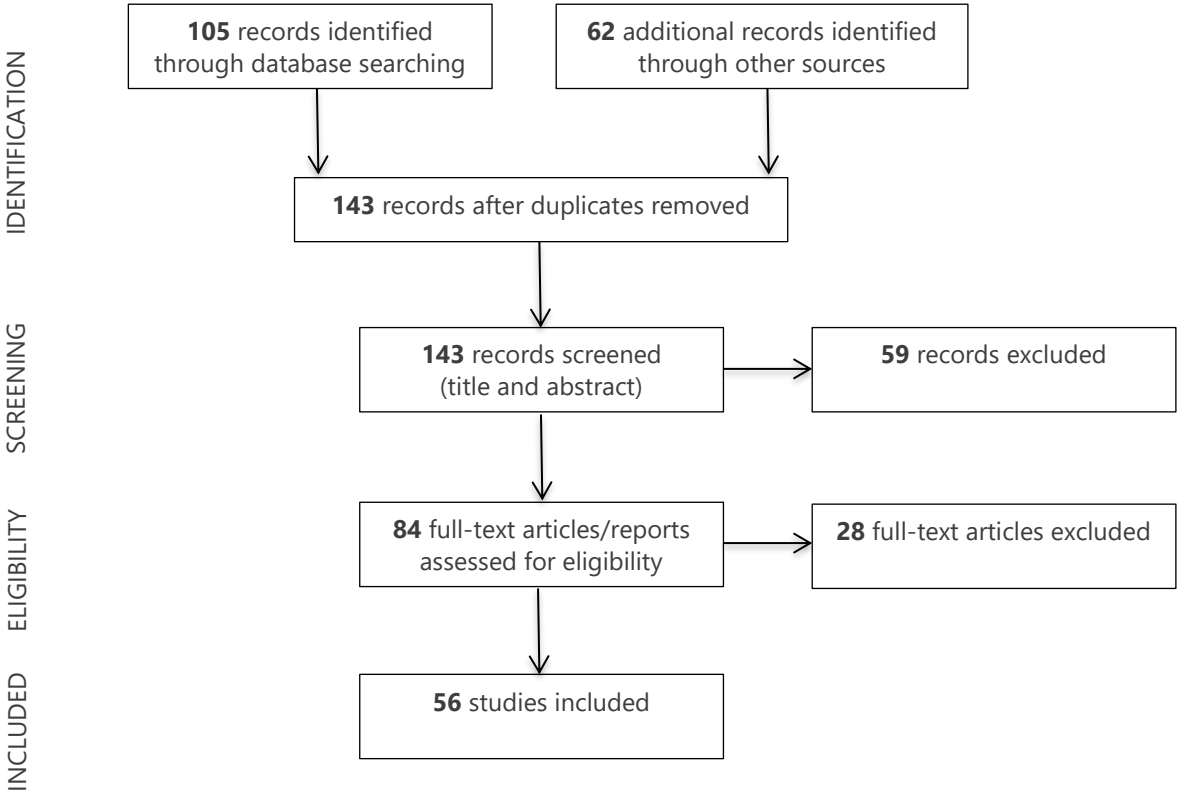 IDENTIFICATION
105 records identified
through database searching
62 additional records identified
through other sources
143 records after duplicates removed
SCREENING
143 records screened
(title and abstract)
59 records excluded
ELIGIBILITY
84 full-text articles/reports
assessed for eligibility
28 full-text articles excluded
INCLUDED
56 studies included